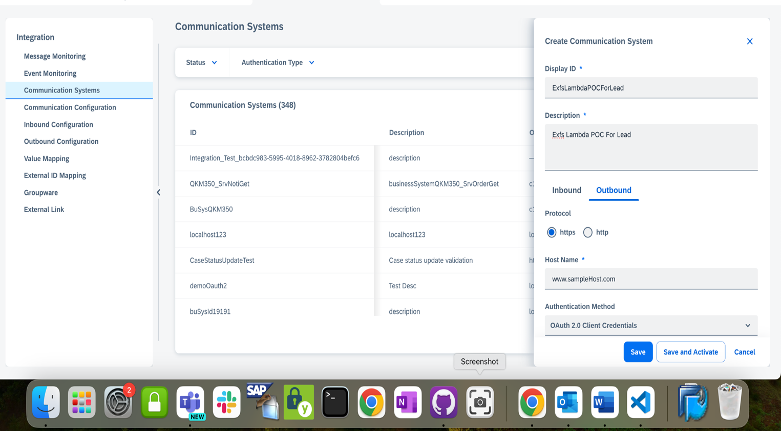 Integration
Message Monitoring
Event Monitoring
Communication Systems
Communication Configuration
Inbound Configuration
Outbound Configuration
Value Mapping
External ID Mapping
Groupware
External Link
Communication Systems
Status
Authentication Type
Communication Systems (348)
ID Description
Integration_Test_bcbdc983-5995-4018-8962-3782804befc6 description
QKM350_SrvNotiGet businessSystemQKM350_SrvOrderGet
BuSysQKM350 description
localhost123 localhost123
CaseStatusUpdateTest Case status update validation
demoOauth2 Test Desc
buSysId19191 description
Create Communication System
Display ID *
ExfsLambdaPOCForLead
Description *
Exfs Lambda POC For Lead
Inbound Outbound
Protocol
https http
Host Name *
www.sampleHost.com
Authentication Method
OAuth 2.0 Client Credentials
Save Save and Activate Cancel
Screenshot
2
NEW
SAP
y
>_
N
O
W